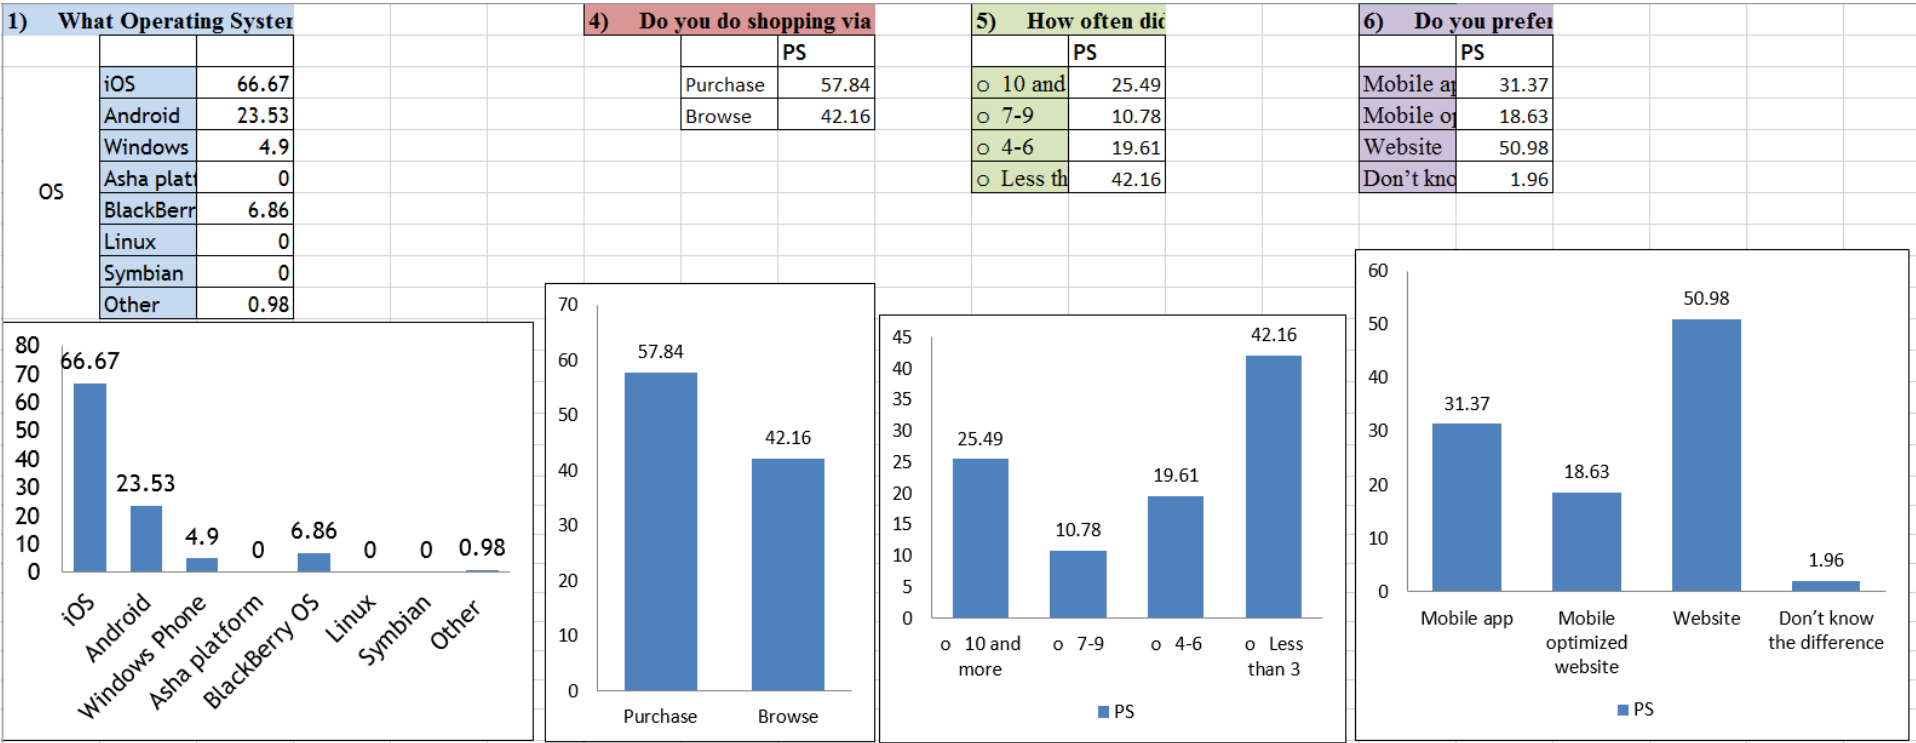 1) What Operating System
4) Do you do shopping via
5) How often did
6) Do you prefer
PS
PS
PS
OS
iOS 66.67
Android 23.53
Windows 4.9
Asha platf 0
BlackBerr 6.86
Linux 0
Symbian 0
Other 0.98
Purchase 57.84
Browse 42.16
o 10 and 25.49
o 7-9 10.78
o 4-6 19.61
o Less th 42.16
Mobile ap 31.37
Mobile op 18.63
Website 50.98
Don't kno 1.96
80
70
60
50
40
30
20
10
0
66.67
23.53
4.9
0
6.86
0
0
0.98
iOS
Android
Windows Phone
Asha platform
BlackBerry OS
Linux
Symbian
Other
70
60
50
40
30
20
10
0
57.84
42.16
Purchase
Browse
45
40
35
30
25
20
15
10
5
0
25.49
10.78
19.61
42.16
o 10 and
more
o 7-9
o 4-6
o Less
than 3
PS
60
50
40
30
20
10
0
31.37
18.63
50.98
1.96
Mobile app
Mobile
optimized
website
Website
Don't know
the difference
PS